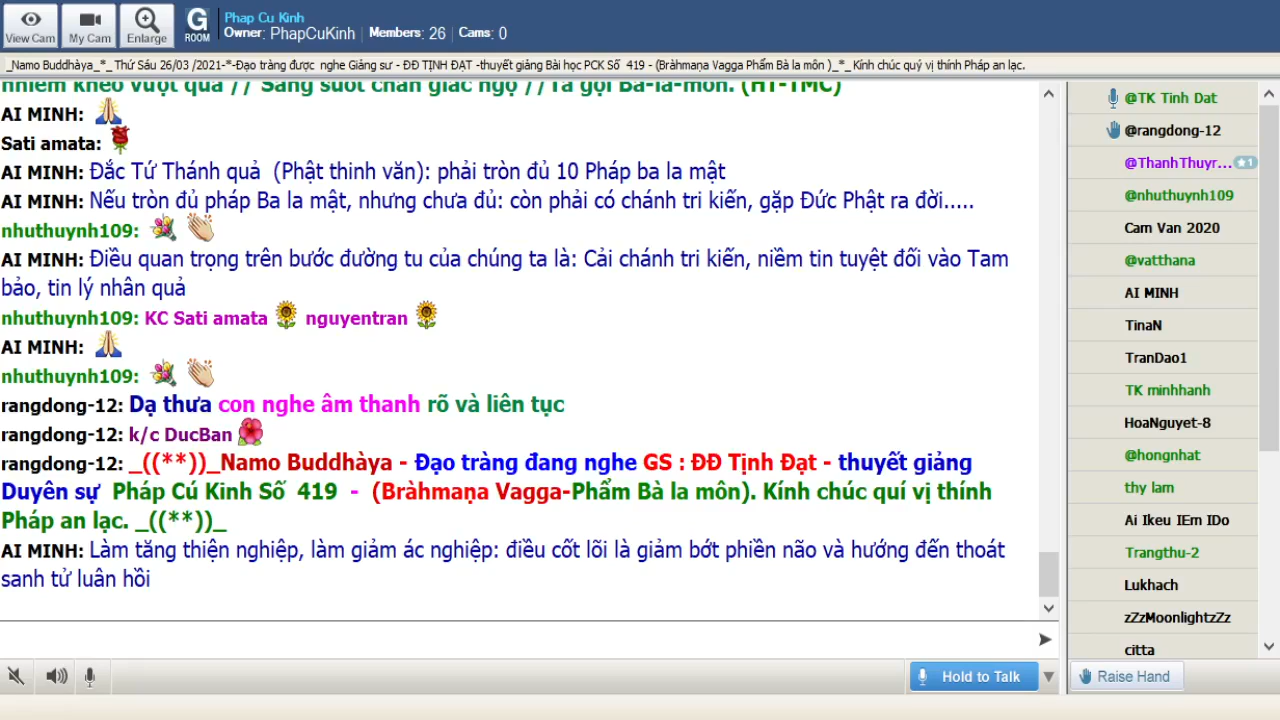 View Cam
My Cam
Enlarge
G
ROOM
Phap Cu Kinh
Owner: PhapCuKinh
Members: 26
Cams: 0
_Namo Buddhàya_*_ Thứ Sáu 26/03 /2021-*-Đạo tràng được nghe Giảng sư - ĐĐ TỊNH ĐẠT -thuyết giảng Bài học PCK Số 419 - (Bràhmaṇa Vagga Phẩm Bà la môn )_*_ Kính chúc quý vị thính Pháp an lạc.
nhiễm khéo vượt qua // Sáng suốt chân giác ngộ //Ta gọi Bà-la-môn. (HT-TMC)
AI MINH:
Sati amata:
AI MINH: Đắc Tứ Thánh quả (Phật thinh văn): phải tròn đủ 10 Pháp ba la mật
AI MINH: Nếu tròn đủ pháp Ba la mật, nhưng chưa đủ: còn phải có chánh tri kiến, gặp Đức Phật ra đời.....
nhuthuynh109:
AI MINH: Điều quan trọng trên bước đường tu của chúng ta là: Cải chánh tri kiến, niềm tin tuyệt đối vào Tam
bảo, tin lý nhân quả
nhuthuynh109: KC Sati amata nguyentran
AI MINH:
nhuthuynh109:
rangdong-12: Dạ thưa con nghe âm thanh rõ và liên tục
rangdong-12: k/c DucBan
rangdong-12: _((**))_Namo Buddhàya - Đạo tràng đang nghe GS : ĐĐ Tịnh Đạt - thuyết giảng
Duyên sự Pháp Cú Kinh Số 419 - (Bràhmaṇa Vagga-Phẩm Bà la môn). Kính chúc quí vị thính
Pháp an lạc. _((**))_
AI MINH: Làm tăng thiện nghiệp, làm giảm ác nghiệp: điều cốt lõi là giảm bớt phiền não và hướng đến thoát
sanh tử luân hồi
@TK Tinh Dat
@rangdong-12
@ThanhThuyr... ★1
@nhuthuynh109
Cam Van 2020
@vatthana
AI MINH
TinaN
TranDao1
TK minhhanh
HoaNguyet-8
@hongnhat
thy lam
Ai Ikeu IEm IDo
Trangthu-2
Lukhach
zZzMoonlightzZz
citta
Hold to Talk
Raise Hand